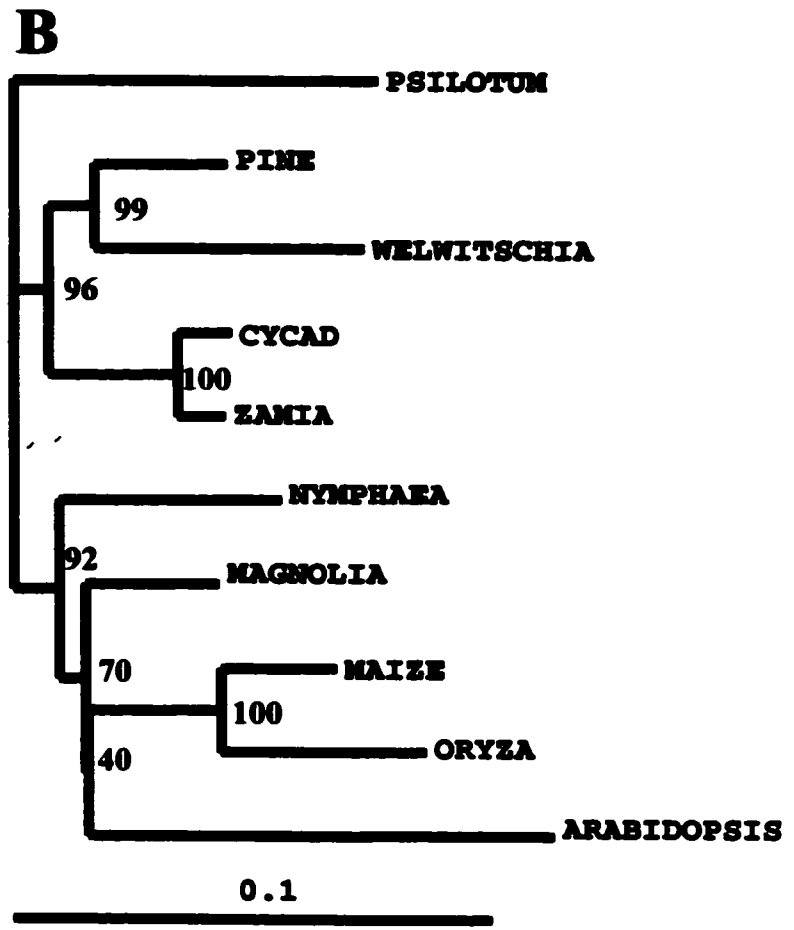 B
PSILOTUM
PINE
99
WELWITSCHIA
96
CYCAD
100
ZAMIA
NYMPHAEA
92
MAGNOLIA
70
MAIZE
100
ORYZA
40
ARABIDOPSIS
0.1